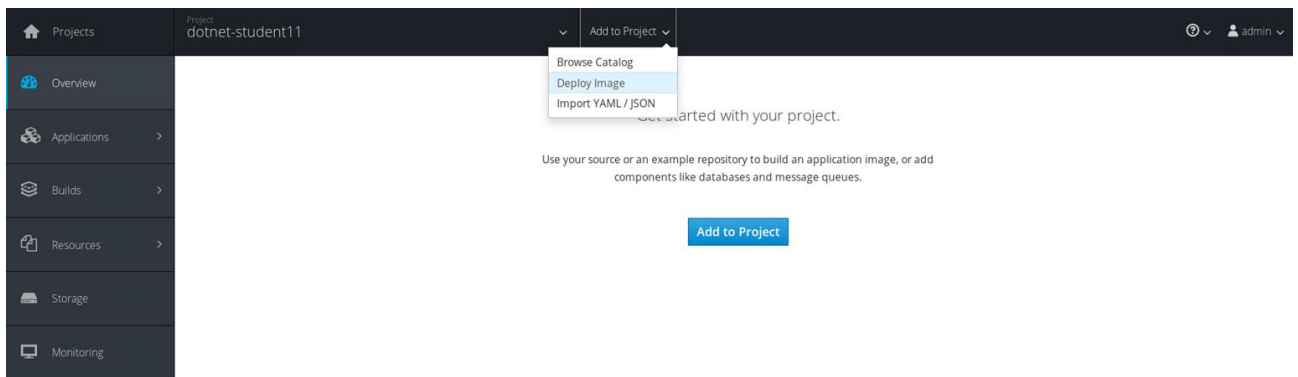 Projects
Project
dotnet-student11
Add to Project
admin
Browse Catalog
Deploy Image
Import YAML / JSON
Overview
Get started with your project.
Applications
Use your source or an example repository to build an application image, or add
components like databases and message queues.
Builds
Add to Project
Resources
Storage
Monitoring